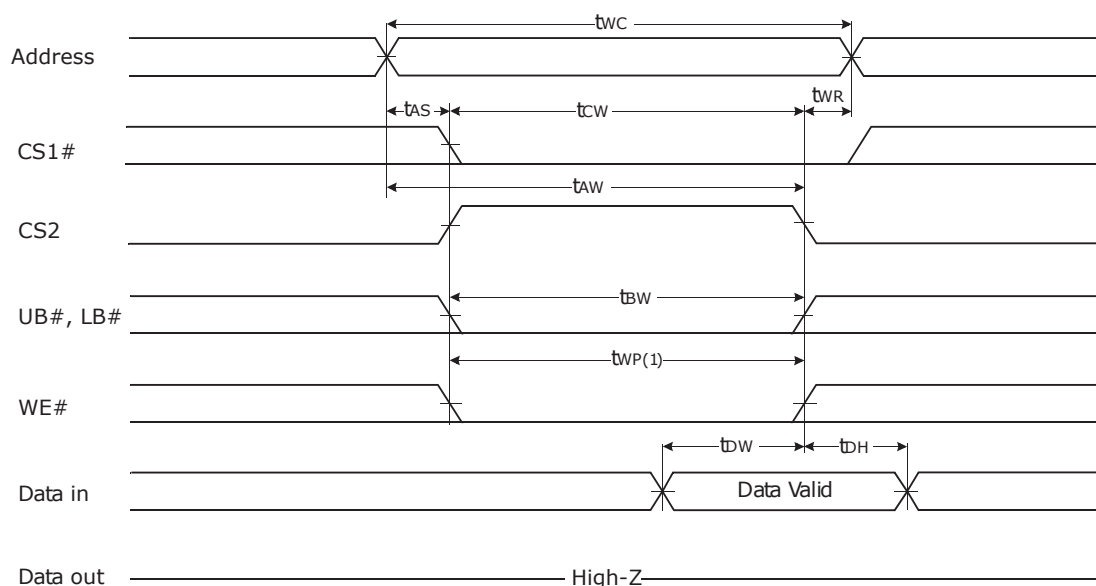 tWC
Address
tAS
tCW
tWR
CS1#
tAW
CS2
tBW
UB#, LB#
tWP(1)
WE#
tDW
tDH
Data in
Data Valid
Data out
High-Z